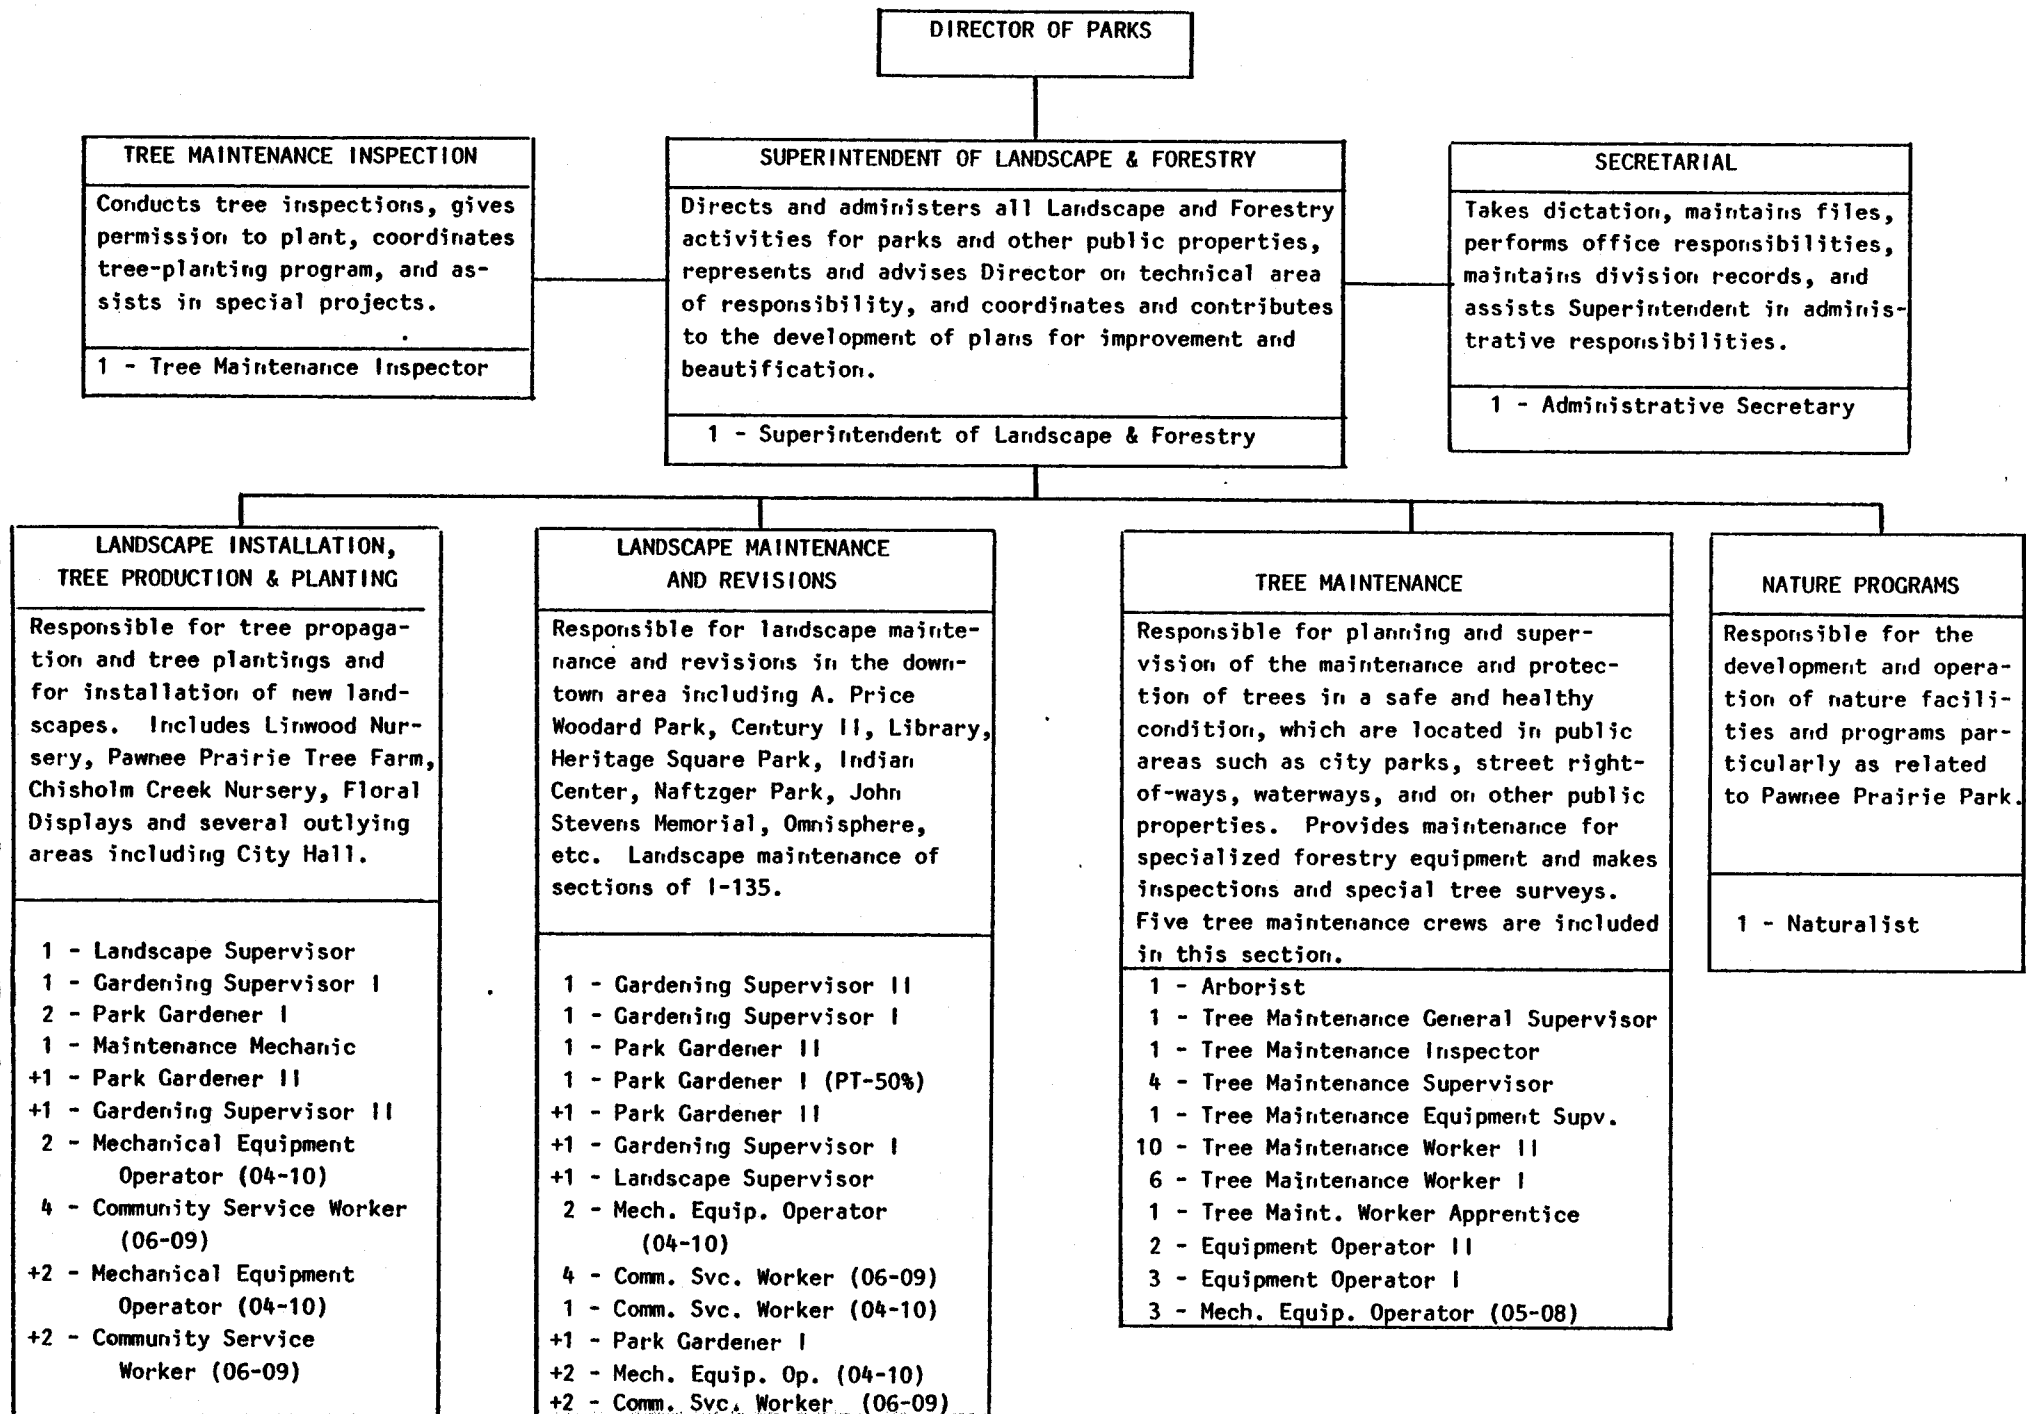 DIRECTOR OF PARKS
TREE MAINTENANCE INSPECTION
Conducts tree inspections, gives
permission to plant, coordinates
tree-planting program, and as-
sists in special projects.
1 - Tree Maintenance Inspector
SUPERINTENDENT OF LANDSCAPE & FORESTRY
Directs and administers all Landscape and Forestry
activities for parks and other public properties,
represents and advises Director on technical area
of responsibility, and coordinates and contributes
to the development of plans for improvement and
beautification.
1 - Superintendent of Landscape & Forestry
SECRETARIAL
Takes dictation, maintains files,
performs office responsibilities,
maintains division records, and
assists Superintendent in adminis-
trative responsibilities.
1 - Administrative Secretary
LANDSCAPE INSTALLATION,
TREE PRODUCTION & PLANTING
Responsible for tree propaga-
tion and tree plantings and
for installation of new land-
scapes. Includes Linwood Nur-
sery, Pawnee Prairie Tree Farm,
Chisholm Creek Nursery, Floral
Displays and several outlying
areas including City Hall.
1 - Landscape Supervisor
1 - Gardening Supervisor I
2 - Park Gardener I
1 - Maintenance Mechanic
+1 - Park Gardener II
+1 - Gardening Supervisor II
2 - Mechanical Equipment
Operator (04-10)
4 - Community Service Worker
(06-09)
+2 - Mechanical Equipment
Operator (04-10)
+2 - Community Service
Worker (06-09)
LANDSCAPE MAINTENANCE
AND REVISIONS
Responsible for landscape mainte-
nance and revisions in the down-
town area including A. Price
Woodard Park, Century II, Library,
Heritage Square Park, Indian
Center, Naftzger Park, John
Stevens Memorial, Omnisphere,
etc. Landscape maintenance of
sections of I-135.
1 - Gardening Supervisor II
1 - Gardening Supervisor I
1 - Park Gardener II
1 - Park Gardener I (PT-50%)
+1 - Park Gardener II
+1 - Gardening Supervisor I
+1 - Landscape Supervisor
2 - Mech. Equip. Operator
(04-10)
4 - Comm. Svc. Worker (06-09)
1 - Comm. Svc. Worker (04-10)
+1 - Park Gardener I
+2 - Mech. Equip. Op. (04-10)
+2 - Comm. Svc. Worker (06-09)
TREE MAINTENANCE
Responsible for planning and super-
vision of the maintenance and protec-
tion of trees in a safe and healthy
condition, which are located in public
areas such as city parks, street right-
of-ways, waterways, and on other public
properties. Provides maintenance for
specialized forestry equipment and makes
inspections and special tree surveys.
Five tree maintenance crews are included
in this section.
1 - Arborist
1 - Tree Maintenance General Supervisor
1 - Tree Maintenance Inspector
4 - Tree Maintenance Supervisor
1 - Tree Maintenance Equipment Supv.
10 - Tree Maintenance Worker II
6 - Tree Maintenance Worker I
1 - Tree Maint. Worker Apprentice
2 - Equipment Operator II
3 - Equipment Operator I
3 - Mech. Equip. Operator (05-08)
NATURE PROGRAMS
Responsible for the
development and opera-
tion of nature facili-
ties and programs par-
ticularly as related
to Pawnee Prairie Park.
1 - Naturalist